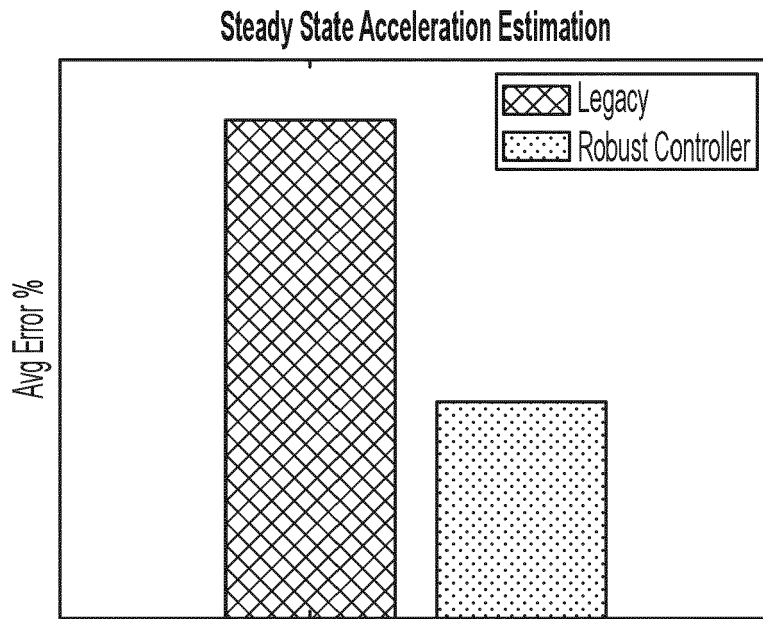 Steady State Acceleration Estimation
Legacy
Robust Controller
Avg Error %